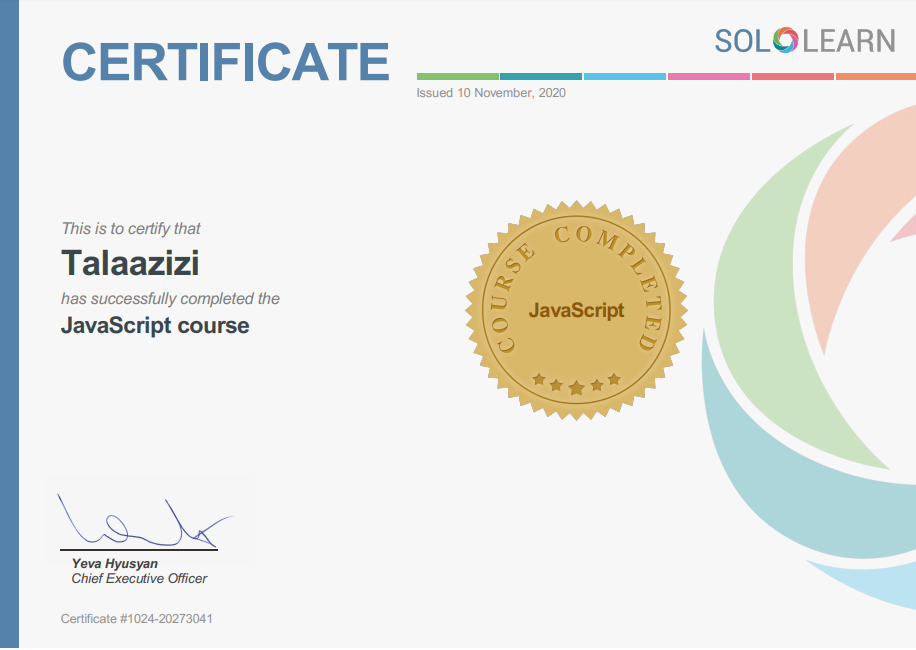 CERTIFICATE
SOLOLEARN
Issued 10 November, 2020
This is to certify that
Talaazizi
has successfully completed the
JavaScript course
COURSE COMPLETED
JavaScript
Yeva Hyusyan
Chief Executive Officer
Certificate #1024-20273041